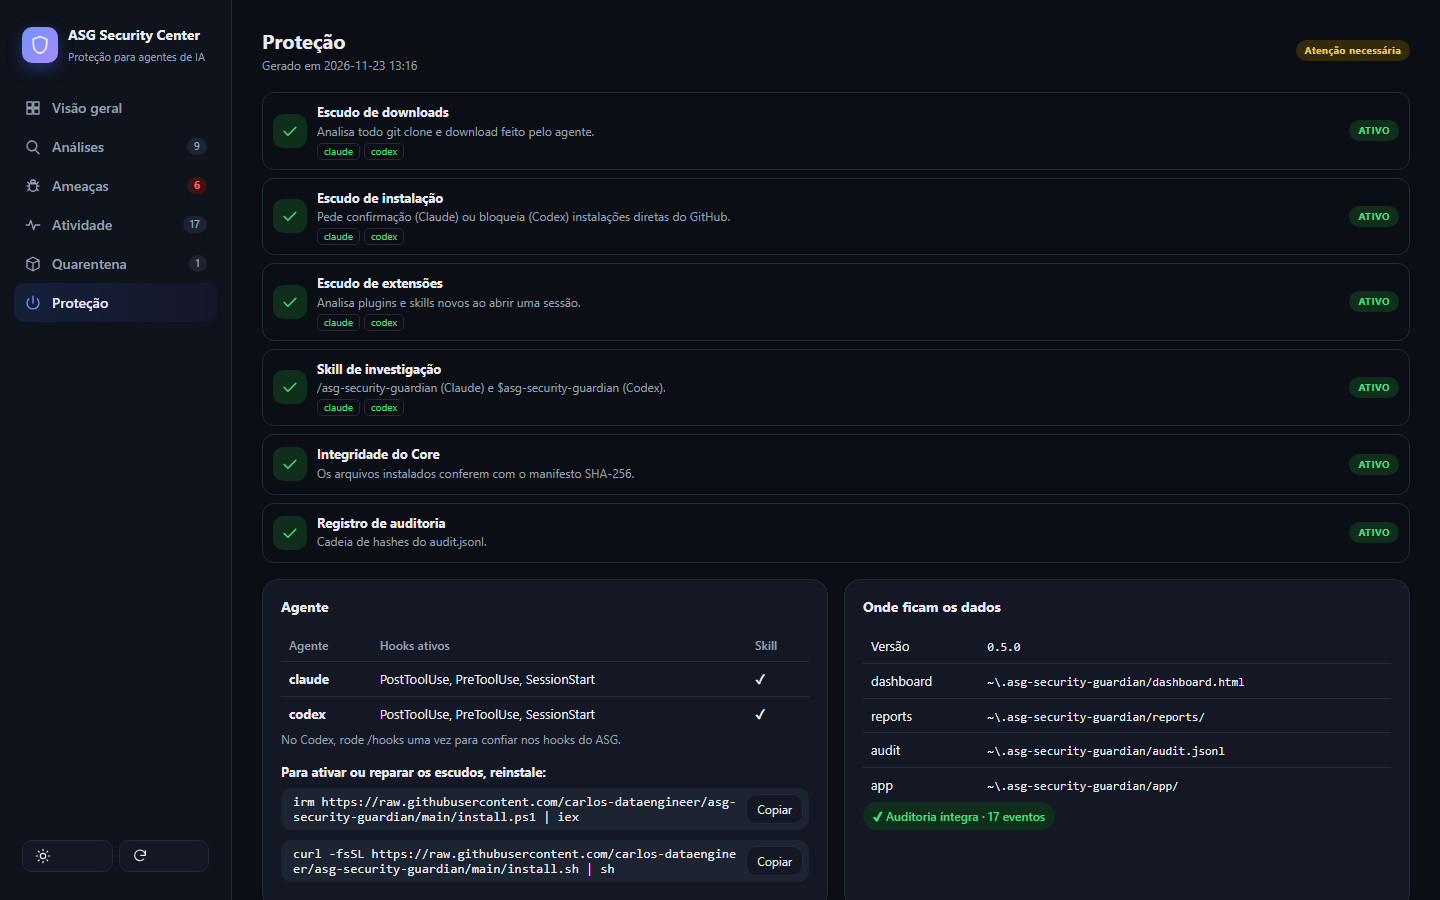 ASG Security Center
Proteção para agentes de IA
Visão geral
Análises 9
Ameaças 6
Atividade 17
Quarentena 1
Proteção
Proteção
Gerado em 2026-11-23 13:16
Atenção necessária
Escudo de downloads
Analisa todo git clone e download feito pelo agente.
claude codex
ATIVO
Escudo de instalação
Pede confirmação (Claude) ou bloqueia (Codex) instalações diretas do GitHub.
claude codex
ATIVO
Escudo de extensões
Analisa plugins e skills novos ao abrir uma sessão.
claude codex
ATIVO
Skill de investigação
/asg-security-guardian (Claude) e $asg-security-guardian (Codex).
claude codex
ATIVO
Integridade do Core
Os arquivos instalados conferem com o manifesto SHA-256.
ATIVO
Registro de auditoria
Cadeia de hashes do audit.jsonl.
ATIVO
Agente
Agente Hooks ativos Skill
claude PostToolUse, PreToolUse, SessionStart ✓
codex PostToolUse, PreToolUse, SessionStart ✓
No Codex, rode /hooks uma vez para confiar nos hooks do ASG.
Para ativar ou reparar os escudos, reinstale:
irm https://raw.githubusercontent.com/carlos-dataengineer/asg-
security-guardian/main/install.ps1 | iex
Copiar
curl -fsSL https://raw.githubusercontent.com/carlos-dataengine
er/asg-security-guardian/main/install.sh | sh
Copiar
Onde ficam os dados
Versão 0.5.0
dashboard ~\.asg-security-guardian/dashboard.html
reports ~\.asg-security-guardian/reports/
audit ~\.asg-security-guardian/audit.jsonl
app ~\.asg-security-guardian/app/
✓ Auditoria íntegra · 17 eventos